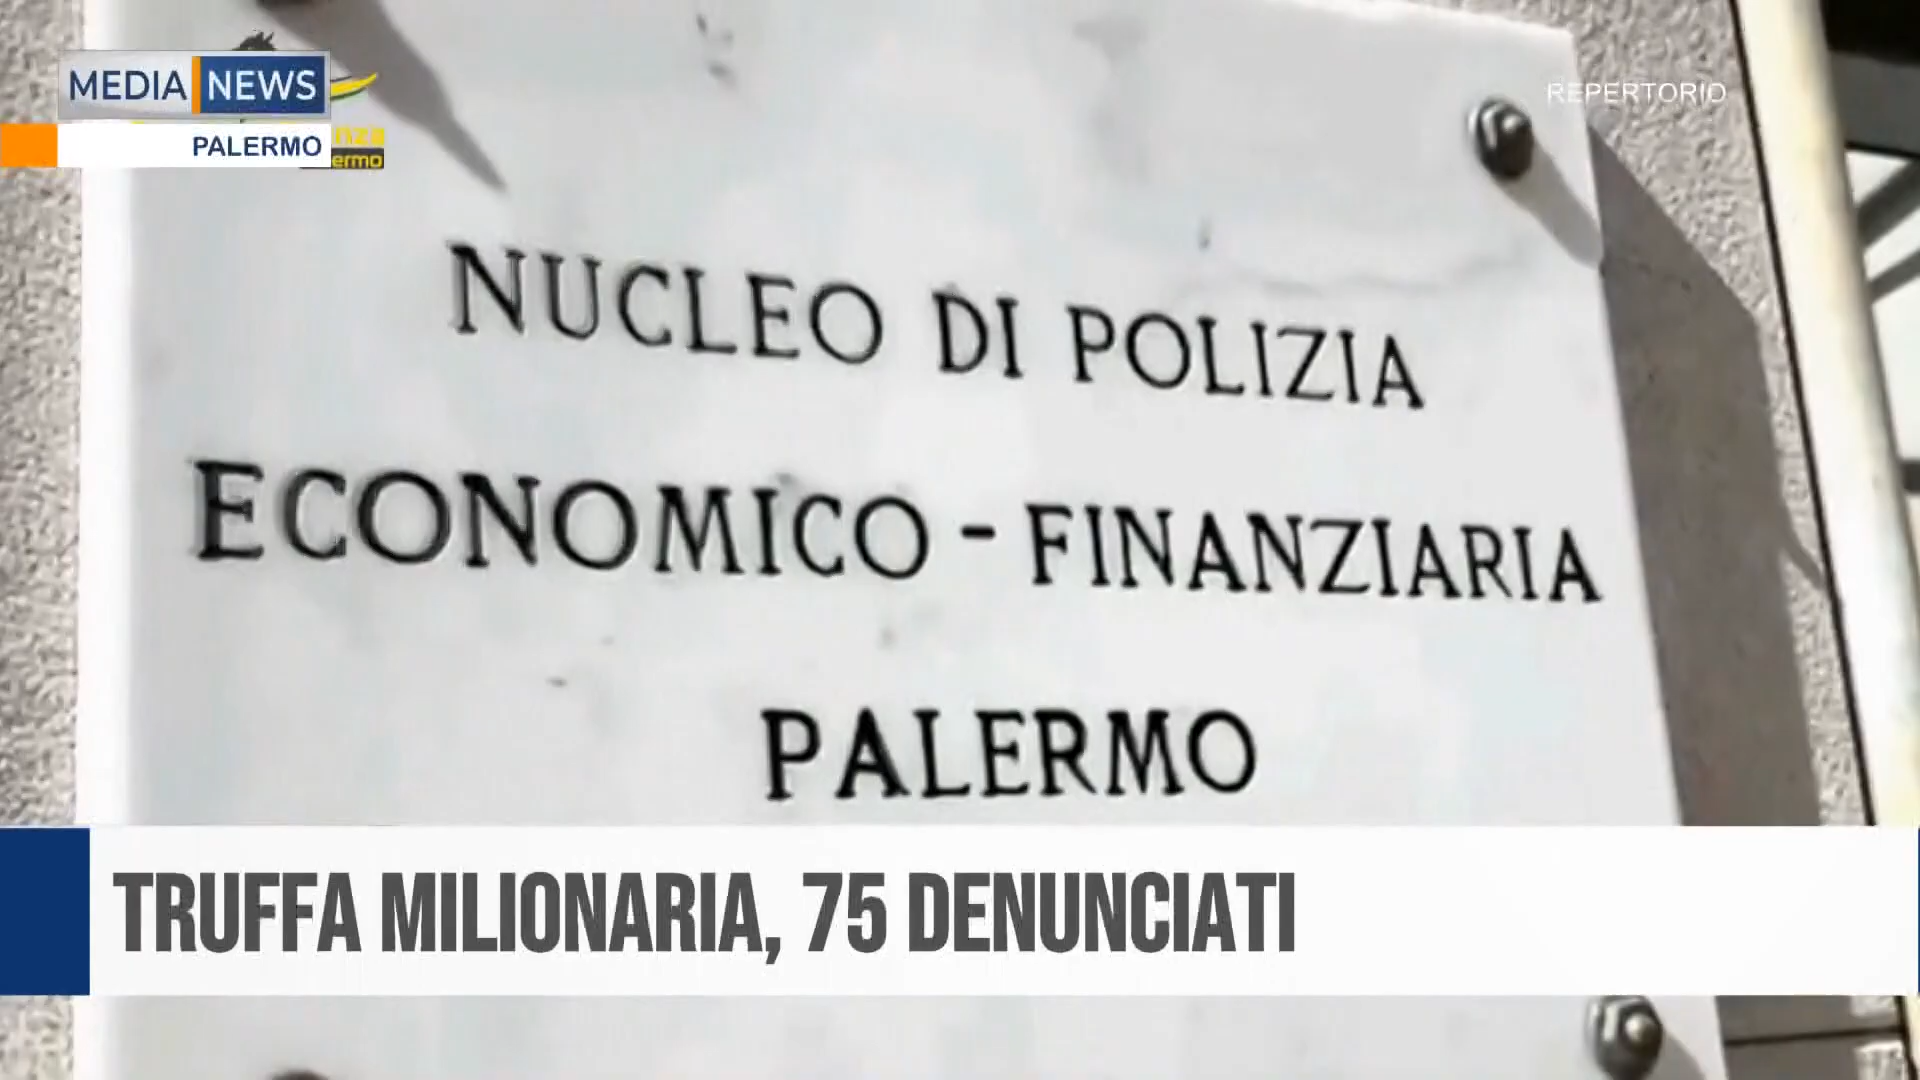 MEDIA NEWS
REPERTORIO
PALERMO
NUCLEO DI POLIZIA
ECONOMICO - FINANZIARIA
PALERMO
TRUFFA MILIONARIA, 75 DENUNCIATI